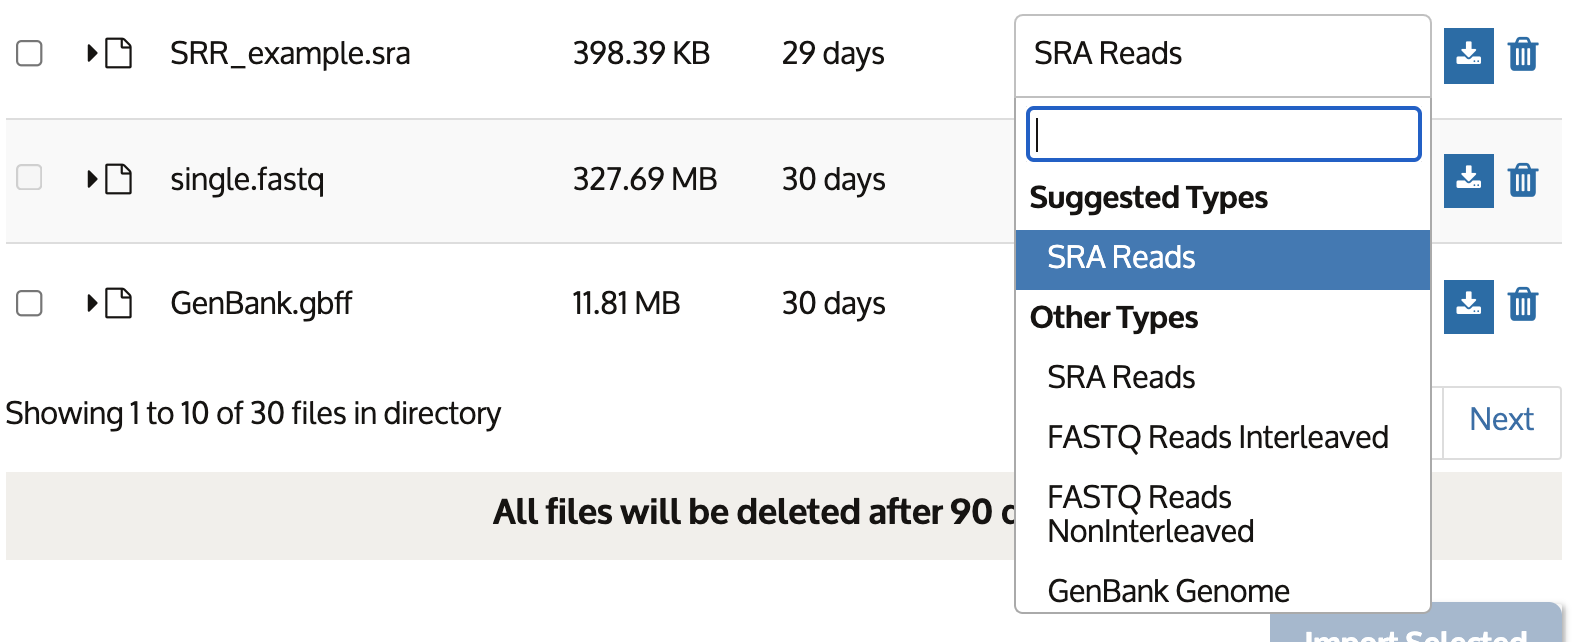 SRR_example.sra 398.39 KB 29 days SRA Reads
single.fastq 327.69 MB 30 days
Suggested Types
SRA Reads
GenBank.gbff 11.81 MB 30 days
Other Types
SRA Reads
Showing 1 to 10 of 30 files in directory
Next
FASTQ Reads Interleaved
All files will be deleted after 90 d
FASTQ Reads
NonInterleaved
GenBank Genome
Import Selected